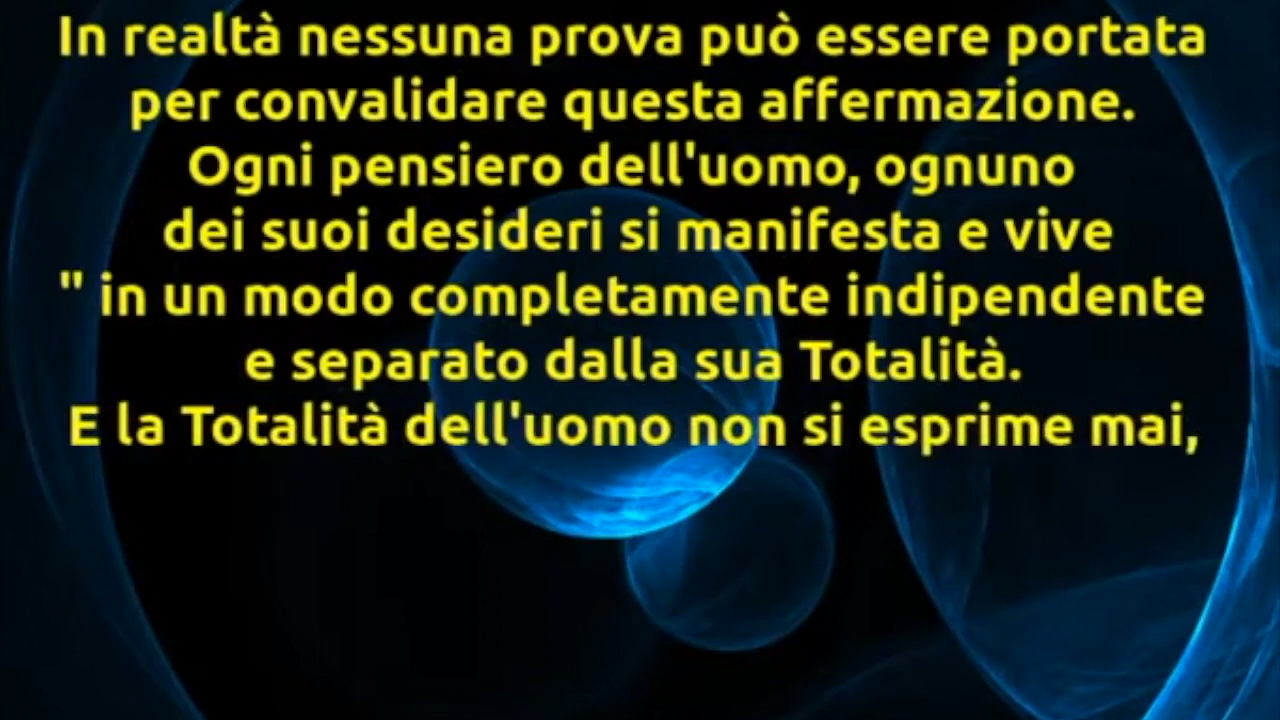 In realtà nessuna prova può essere portata
per convalidare questa affermazione.
Ogni pensiero dell'uomo, ognuno
dei suoi desideri si manifesta e vive
" in un modo completamente indipendente
e separato dalla sua Totalità.
E la Totalità dell'uomo non si esprime mai,